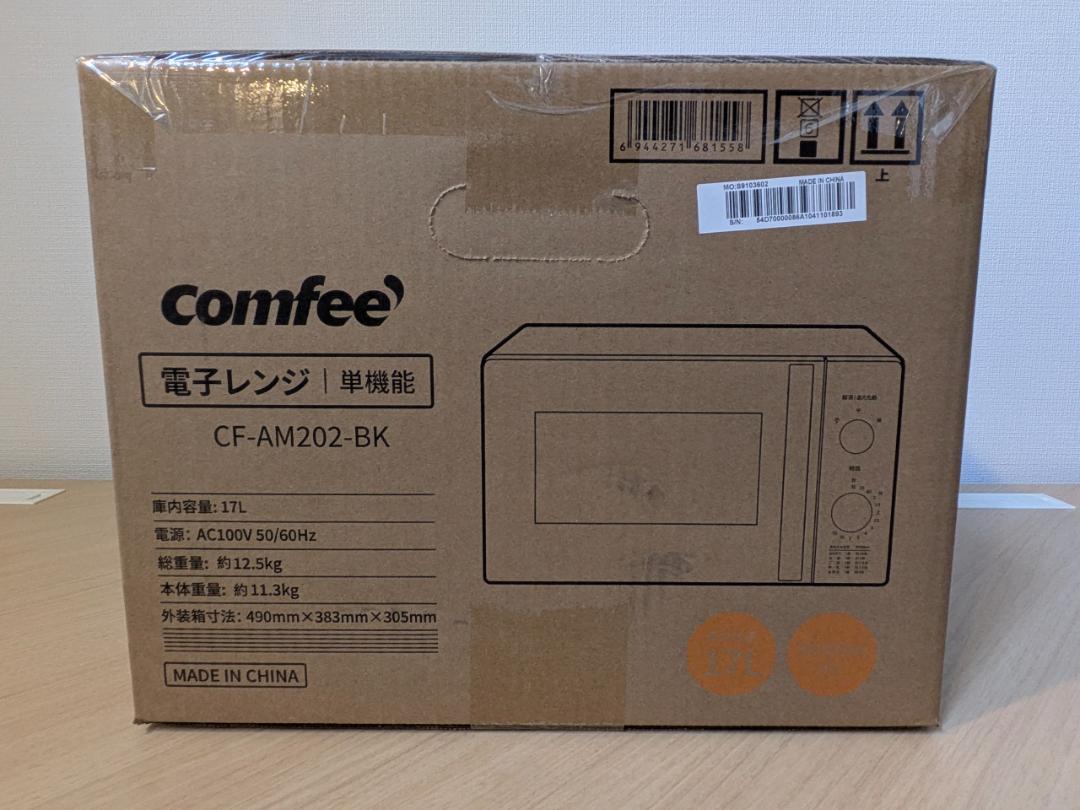 6 944271 681558
上
MO:B9103602 MADE IN CHINA
S/N: 54D70000086A1041101893
comfee'
電子レンジ | 単機能
CF-AM202-BK
庫内容量: 17L
電源: AC100V 50/60Hz
総重量: 約12.5kg
本体重量: 約11.3kg
外装箱寸法: 490mm×383mm×305mm
MADE IN CHINA
17L